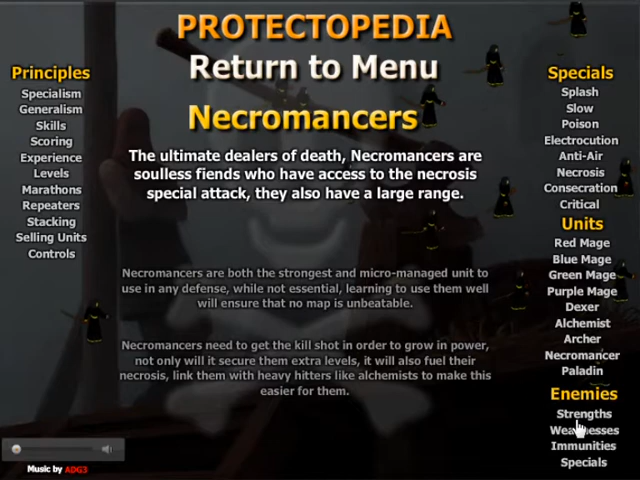 PROTECTOPEDIA
Return to Menu
Necromancers
The ultimate dealers of death, Necromancers are
soulless fiends who have access to the necrosis
special attack, they also have a large range.
Necromancers are both the strongest and micro-managed unit to
use in any defense, while not essential, learning to use them well
will ensure that no map is unbeatable.
Necromancers need to get the kill shot in order to grow in power,
not only will it secure them extra levels, it will also fuel their
necrosis, link them with heavy hitters like alchemists to make this
easier for them.
Principles
Specialism
Generalism
Skills
Scoring
Experience
Levels
Marathons
Repeaters
Stacking
Selling Units
Controls
Specials
Splash
Slow
Poison
Electrocution
Anti-Air
Necrosis
Consecration
Critical
Units
Red Mage
Blue Mage
Green Mage
Purple Mage
Dexer
Alchemist
Archer
Necromancer
Paladin
Enemies
Strengths
Weaknesses
Immunities
Specials
Music by ADG3